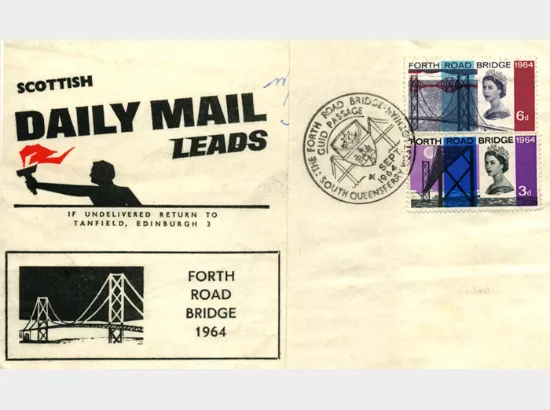 SCOTTISH
DAILY MAIL
LEADS
IF UNDELIVERED RETURN TO
TANFIELD, EDINBURGH 3
FORTH
ROAD
BRIDGE
1964
THE FORTH ROAD BRIDGE
GUID PASSAGE
SEPT
1964
SOUTH QUEENSFERRY
FORTH ROAD BRIDGE 1964
6d
FORTH ROAD BRIDGE 1964
3d